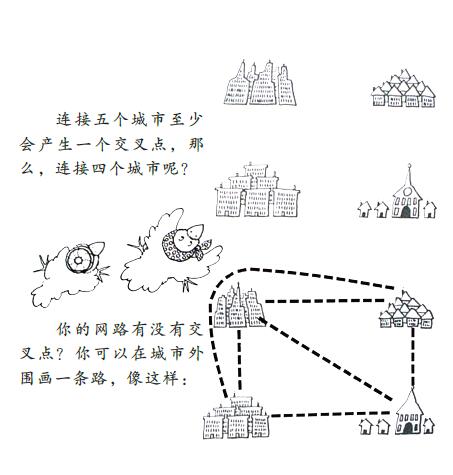 连接五个城市至少
会产生一个交叉点，那
么，连接四个城市呢？
你的网路有没有交
叉点？你可以在城市外
围画一条路，像这样：